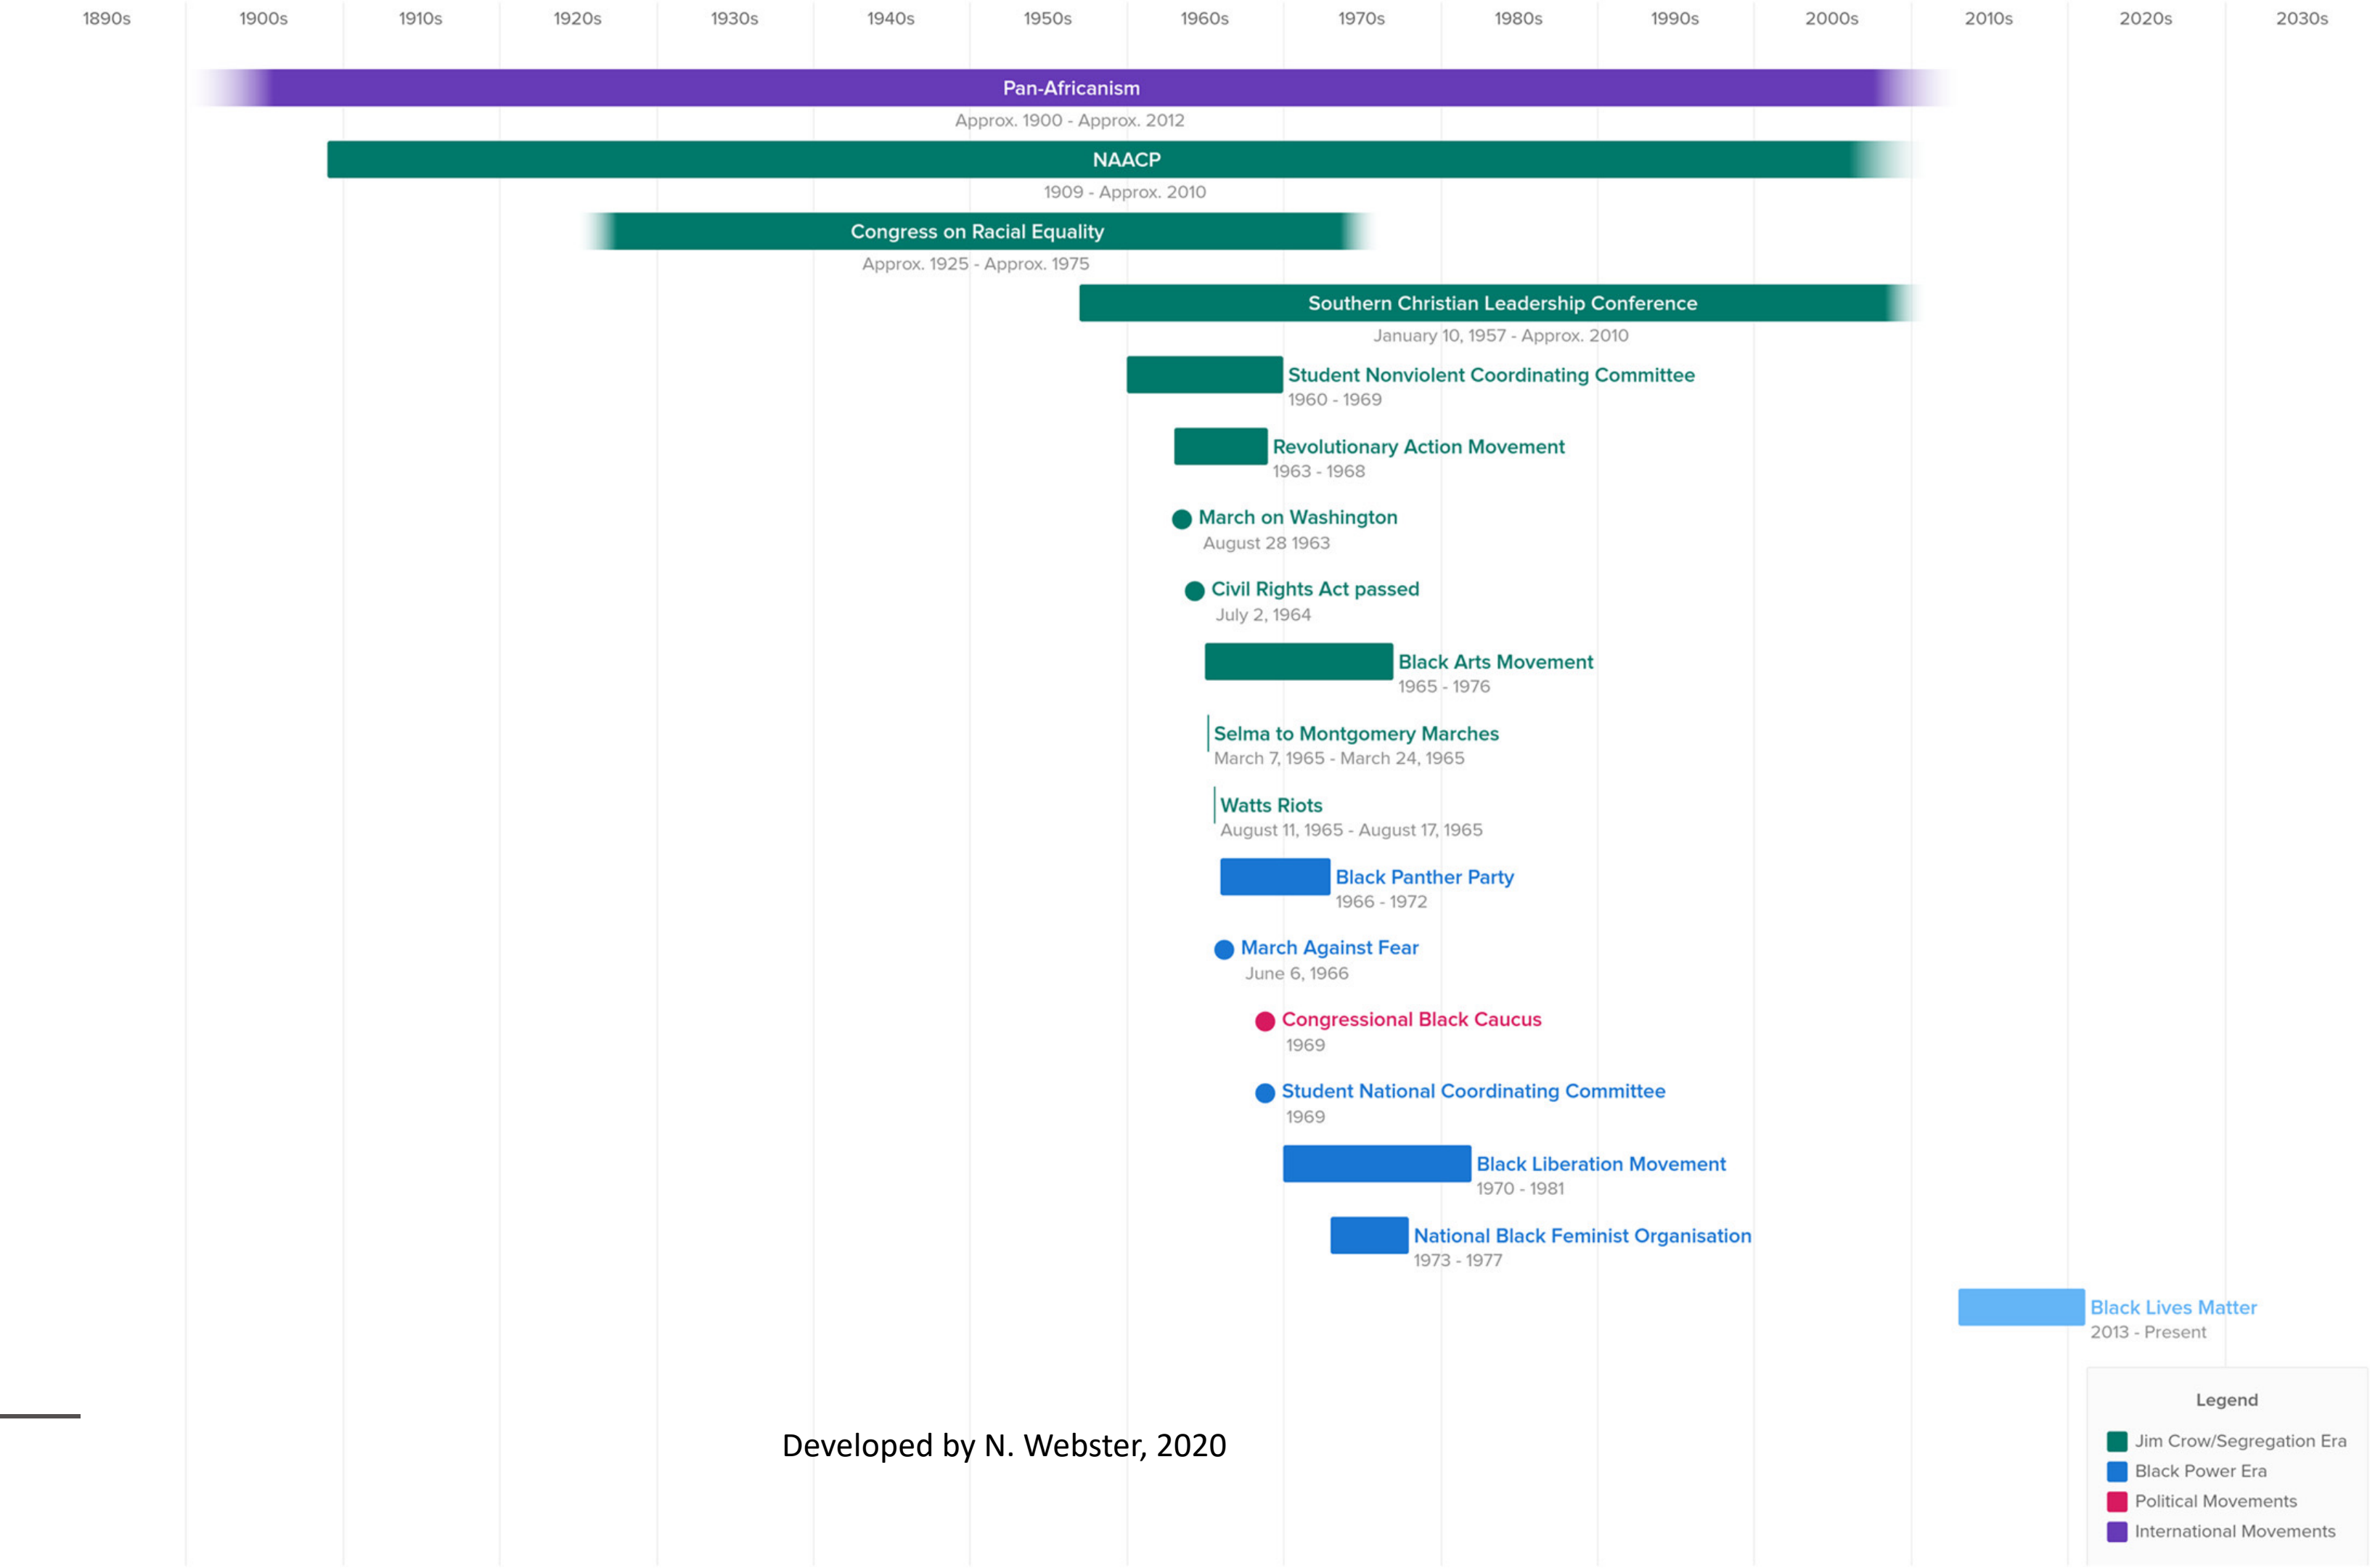 1890s 1900s 1910s 1920s 1930s 1940s 1950s 1960s 1970s 1980s 1990s 2000s 2010s 2020s 2030s
Pan-Africanism
Approx. 1900 - Approx. 2012
NAACP
1909 - Approx. 2010
Congress on Racial Equality
Approx. 1925 - Approx. 1975
Southern Christian Leadership Conference
January 10, 1957 - Approx. 2010
Student Nonviolent Coordinating Committee
1960 - 1969
Revolutionary Action Movement
1963 - 1968
March on Washington
August 28 1963
Civil Rights Act passed
July 2, 1964
Black Arts Movement
1965 - 1976
Selma to Montgomery Marches
March 7, 1965 - March 24, 1965
Watts Riots
August 11, 1965 - August 17, 1965
Black Panther Party
1966 - 1972
March Against Fear
June 6, 1966
Congressional Black Caucus
1969
Student National Coordinating Committee
1969
Black Liberation Movement
1970 - 1981
National Black Feminist Organisation
1973 - 1977
Black Lives Matter
2013 - Present
Legend
Jim Crow/Segregation Era
Black Power Era
Political Movements
International Movements
Developed by N. Webster, 2020